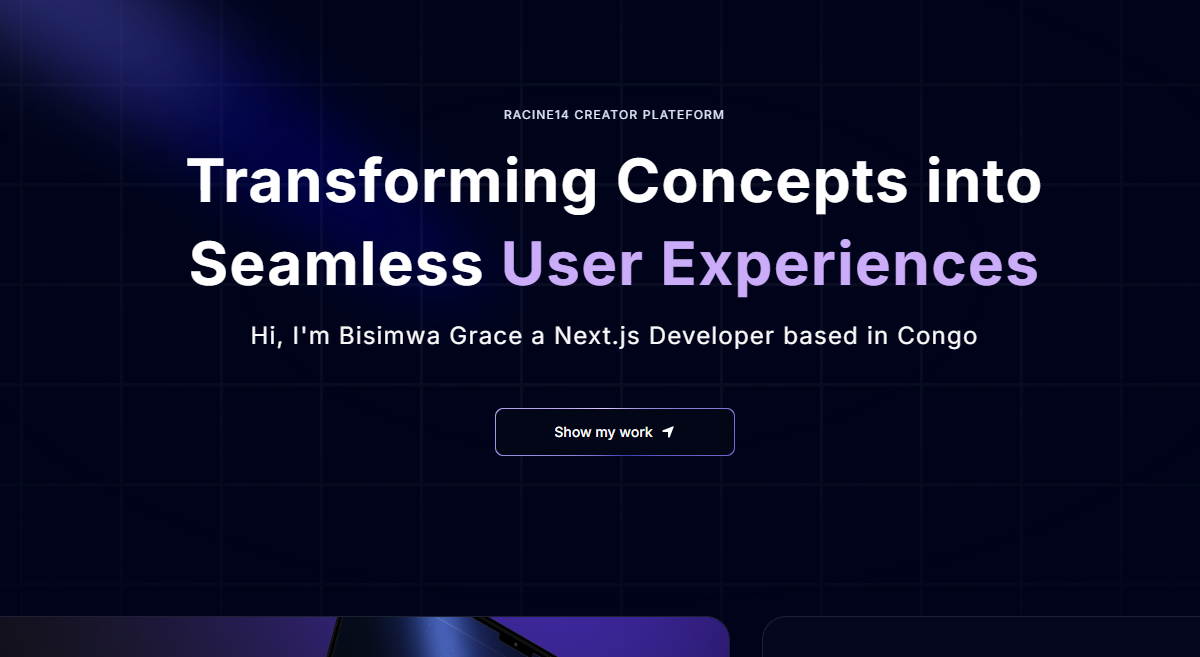 RACINE14 CREATOR PLATEFORM
Transforming Concepts into
Seamless User Experiences
Hi, I'm Bisimwa Grace a Next.js Developer based in Congo
Show my work